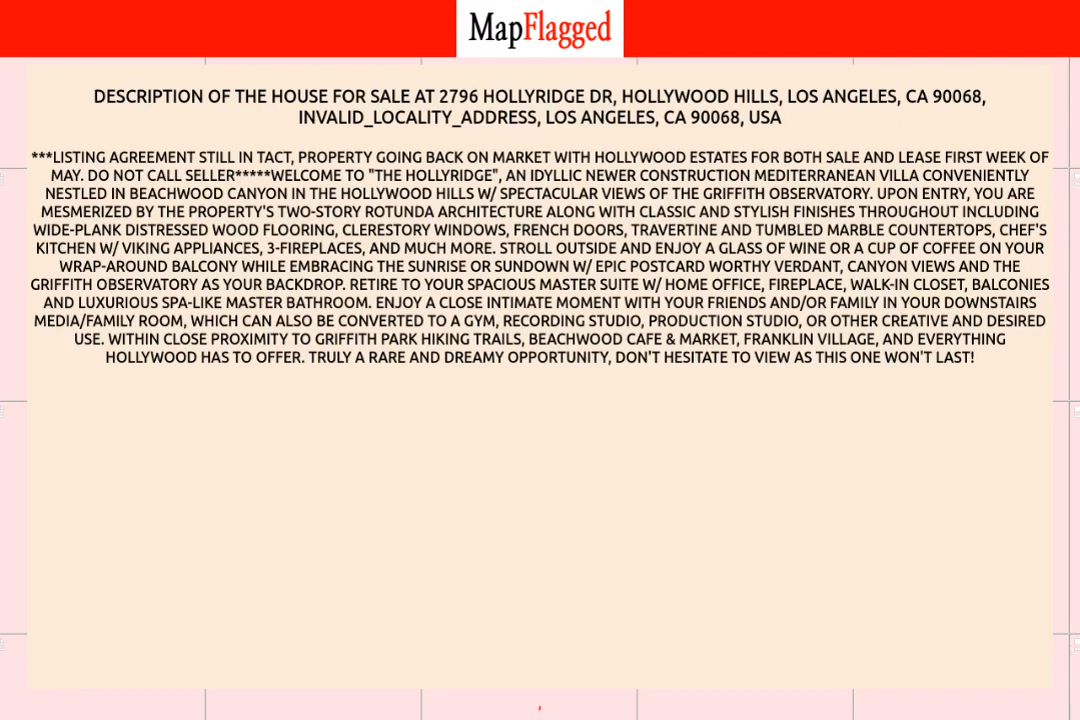 MapFlagged
DESCRIPTION OF THE HOUSE FOR SALE AT 2796 HOLLYRIDGE DR, HOLLYWOOD HILLS, LOS ANGELES, CA 90068,
INVALID_LOCALITY_ADDRESS, LOS ANGELES, CA 90068, USA
***LISTING AGREEMENT STILL IN TACT, PROPERTY GOING BACK ON MARKET WITH HOLLYWOOD ESTATES FOR BOTH SALE AND LEASE FIRST WEEK OF
MAY. DO NOT CALL SELLER*****WELCOME TO "THE HOLLYRIDGE", AN IDYLLIC NEWER CONSTRUCTION MEDITERRANEAN VILLA CONVENIENTLY
NESTLED IN BEACHWOOD CANYON IN THE HOLLYWOOD HILLS W/ SPECTACULAR VIEWS OF THE GRIFFITH OBSERVATORY. UPON ENTRY, YOU ARE
MESMERIZED BY THE PROPERTY'S TWO-STORY ROTUNDA ARCHITECTURE ALONG WITH CLASSIC AND STYLISH FINISHES THROUGHOUT INCLUDING
WIDE-PLANK DISTRESSED WOOD FLOORING, CLERESTORY WINDOWS, FRENCH DOORS, TRAVERTINE AND TUMBLED MARBLE COUNTERTOPS, CHEF'S
KITCHEN W/ VIKING APPLIANCES, 3-FIREPLACES, AND MUCH MORE. STROLL OUTSIDE AND ENJOY A GLASS OF WINE OR A CUP OF COFFEE ON YOUR
WRAP-AROUND BALCONY WHILE EMBRACING THE SUNRISE OR SUNDOWN W/ EPIC POSTCARD WORTHY VERDANT, CANYON VIEWS AND THE
GRIFFITH OBSERVATORY AS YOUR BACKDROP. RETIRE TO YOUR SPACIOUS MASTER SUITE W/ HOME OFFICE, FIREPLACE, WALK-IN CLOSET, BALCONIES
AND LUXURIOUS SPA-LIKE MASTER BATHROOM. ENJOY A CLOSE INTIMATE MOMENT WITH YOUR FRIENDS AND/OR FAMILY IN YOUR DOWNSTAIRS
MEDIA/FAMILY ROOM, WHICH CAN ALSO BE CONVERTED TO A GYM, RECORDING STUDIO, PRODUCTION STUDIO, OR OTHER CREATIVE AND DESIRED
USE. WITHIN CLOSE PROXIMITY TO GRIFFITH PARK HIKING TRAILS, BEACHWOOD CAFE & MARKET, FRANKLIN VILLAGE, AND EVERYTHING
HOLLYWOOD HAS TO OFFER. TRULY A RARE AND DREAMY OPPORTUNITY, DON'T HESITATE TO VIEW AS THIS ONE WON'T LAST!